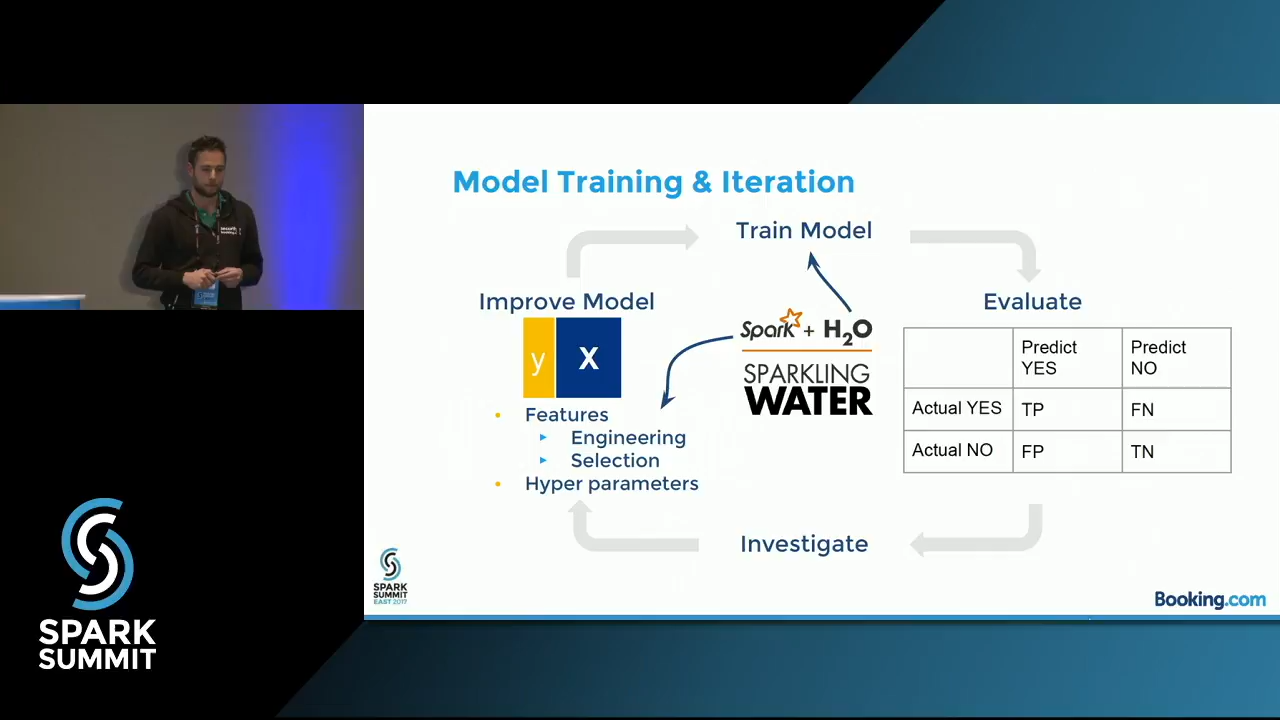 Model Training & Iteration
Train Model
Improve Model
y X
Features
Engineering
Selection
Hyper parameters
Spark + H2O
SPARKLING
WATER
Evaluate
Predict YES Predict NO
Actual YES TP FN
Actual NO FP TN
Investigate
SPARK
SUMMIT
EAST 2017
Booking.com
SPARK
SUMMIT